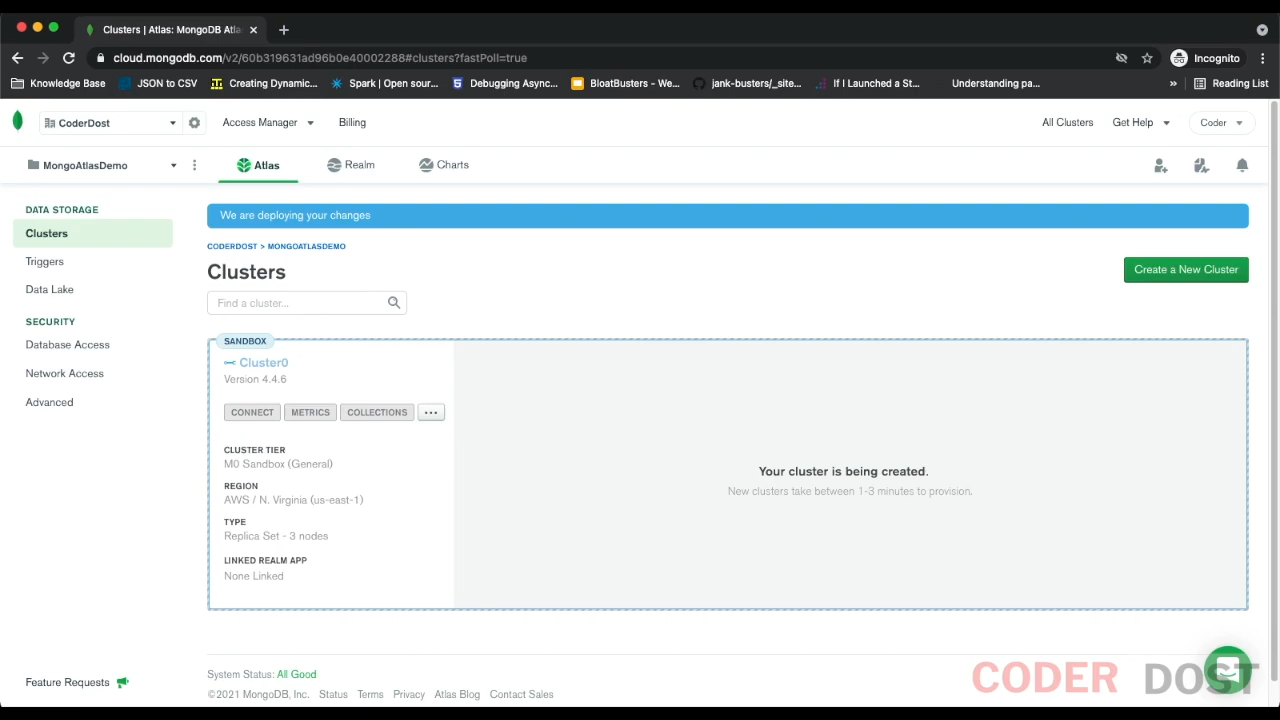 Clusters | Atlas: MongoDB Atla
cloud.mongodb.com/v2/60b319631ad96b0e40002288#clusters?fastPoll=true
Incognito
Knowledge Base
JSON to CSV
Creating Dynamic...
Spark | Open sour...
Debugging Async...
BloatBusters - We...
jank-busters/_site...
If I Launched a St...
Understanding pa...
»
Reading List
CoderDost
Access Manager
Billing
All Clusters
Get Help
Coder
MongoAtlasDemo
Atlas
Realm
Charts
DATA STORAGE
Clusters
Triggers
Data Lake
SECURITY
Database Access
Network Access
Advanced
Feature Requests
We are deploying your changes
CODERDOST > MONGOATLASDEMO
Clusters
Create a New Cluster
Find a cluster...
SANDBOX
Cluster0
Version 4.4.6
CONNECT
METRICS
COLLECTIONS
...
CLUSTER TIER
M0 Sandbox (General)
REGION
AWS / N. Virginia (us-east-1)
TYPE
Replica Set - 3 nodes
LINKED REALM APP
None Linked
Your cluster is being created.
New clusters take between 1-3 minutes to provision.
System Status: All Good
©2021 MongoDB, Inc. Status Terms Privacy Atlas Blog Contact Sales
CODER DOST